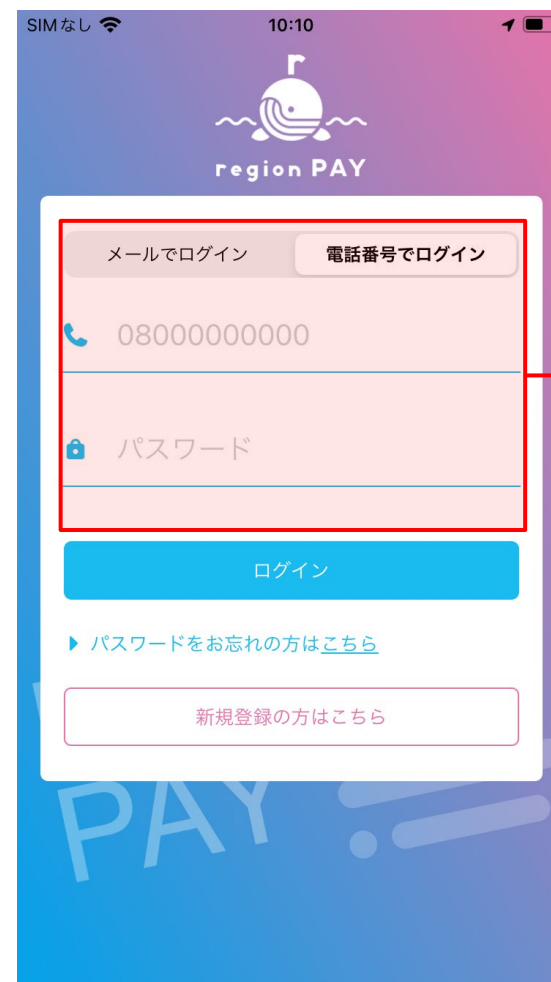 SIMなし 10:10
r
region PAY
メールでログイン 電話番号でログイン
08000000000
パスワード
ログイン
パスワードをお忘れの方はこちら
新規登録の方はこちら
PAY